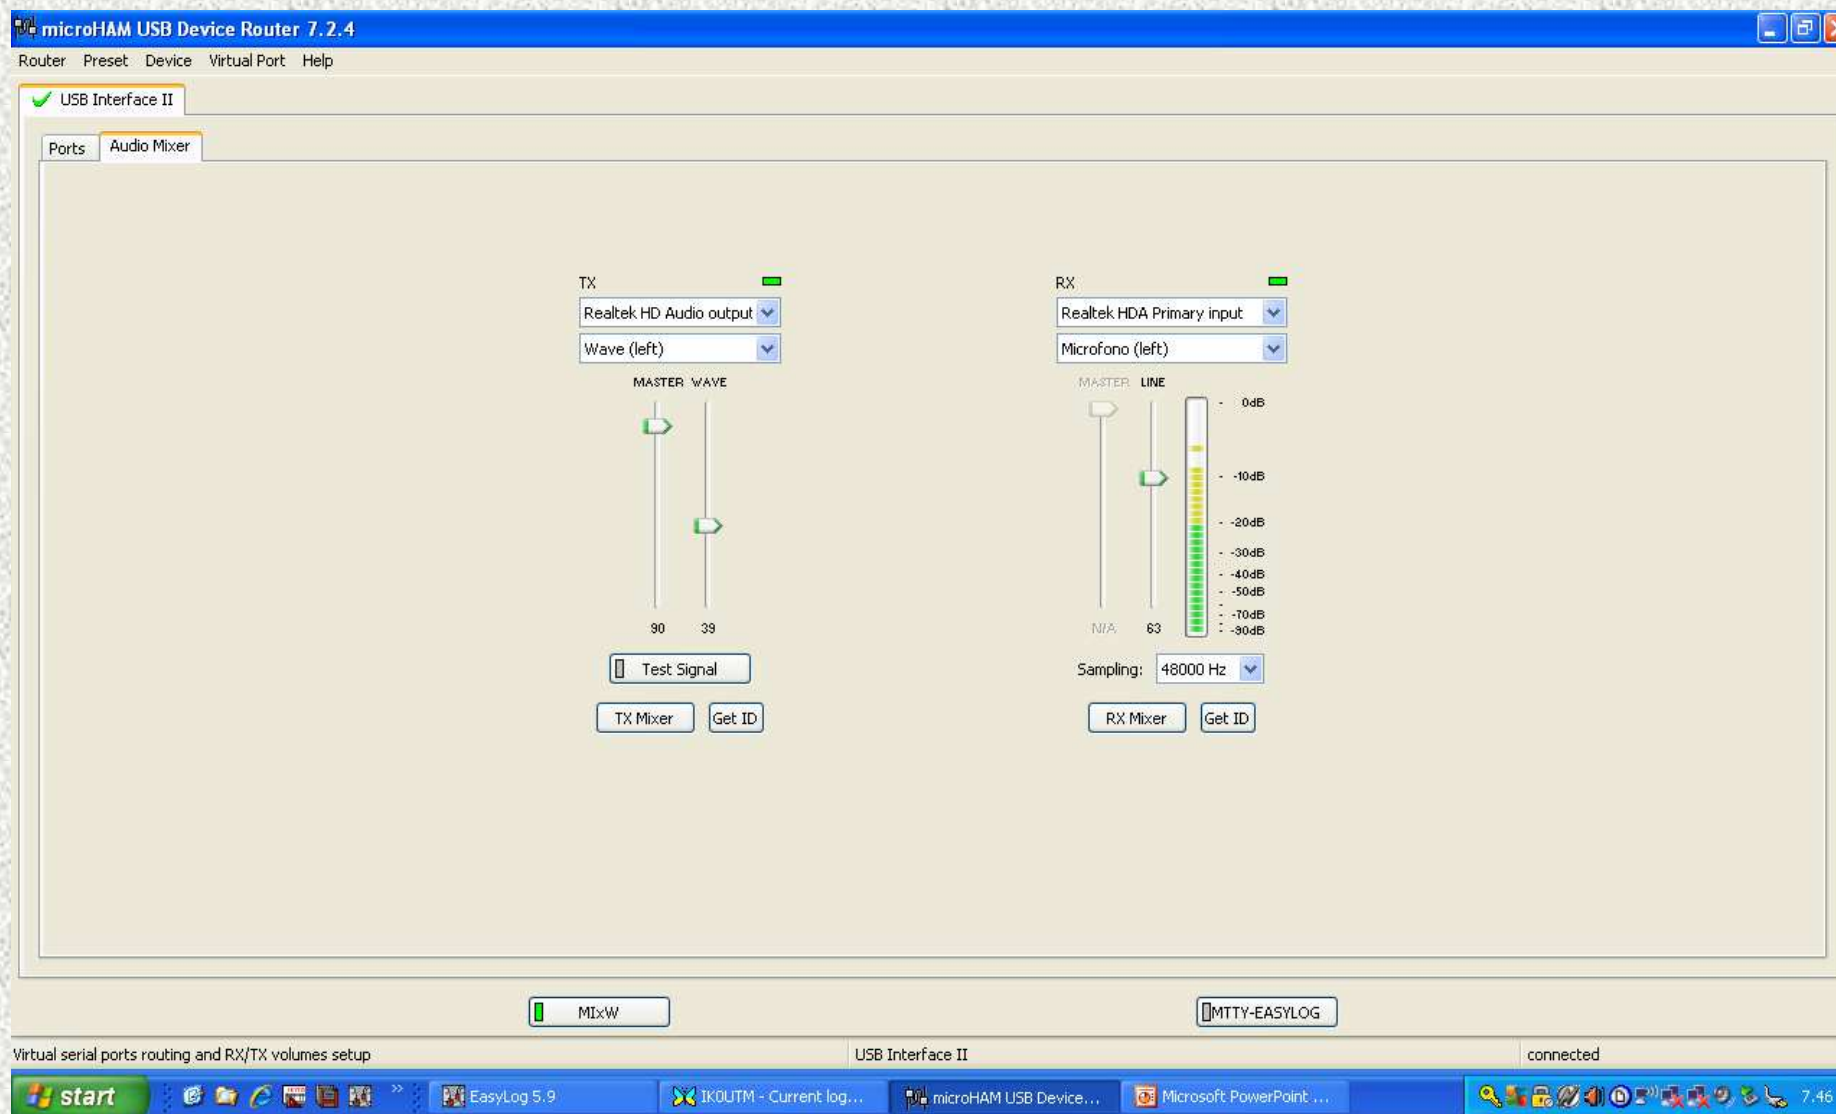 microHAM USB Device Router 7.2.4
Router Preset Device Virtual Port Help
USB Interface II
Ports Audio Mixer
TX RX
Realtek HD Audio output Realtek HDA Primary input
Wave (left) Microfono (left)
MASTER WAVE MASTER LINE
0dB
-10dB
-20dB
-30dB
-40dB
-50dB
-70dB
-90dB
90 39 N/A 63
Test Signal Sampling: 48000 Hz
TX Mixer Get ID RX Mixer Get ID
MIxW MTTY-EASYLOG
Virtual serial ports routing and RX/TX volumes setup USB Interface II connected
start EasyLog 5.9 IK0UTM - Current log... microHAM USB Device... Microsoft PowerPoint ... 7.46